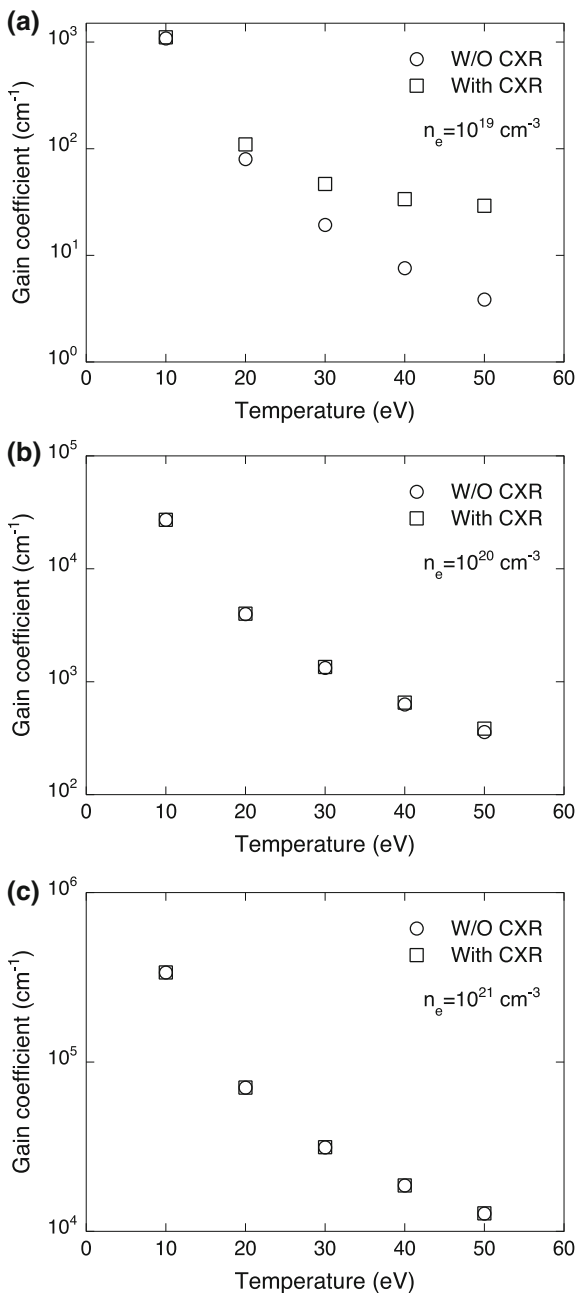 (a)
10³
10²
10¹
10⁰
Gain coefficient (cm⁻¹)
W/O CXR
With CXR
nₑ=10¹⁹ cm⁻³
0 10 20 30 40 50 60
Temperature (eV)
(b)
10⁵
10⁴
10³
10²
Gain coefficient (cm⁻¹)
W/O CXR
With CXR
nₑ=10²⁰ cm⁻³
0 10 20 30 40 50 60
Temperature (eV)
(c)
10⁶
10⁵
10⁴
Gain coefficient (cm⁻¹)
W/O CXR
With CXR
nₑ=10²¹ cm⁻³
0 10 20 30 40 50 60
Temperature (eV)